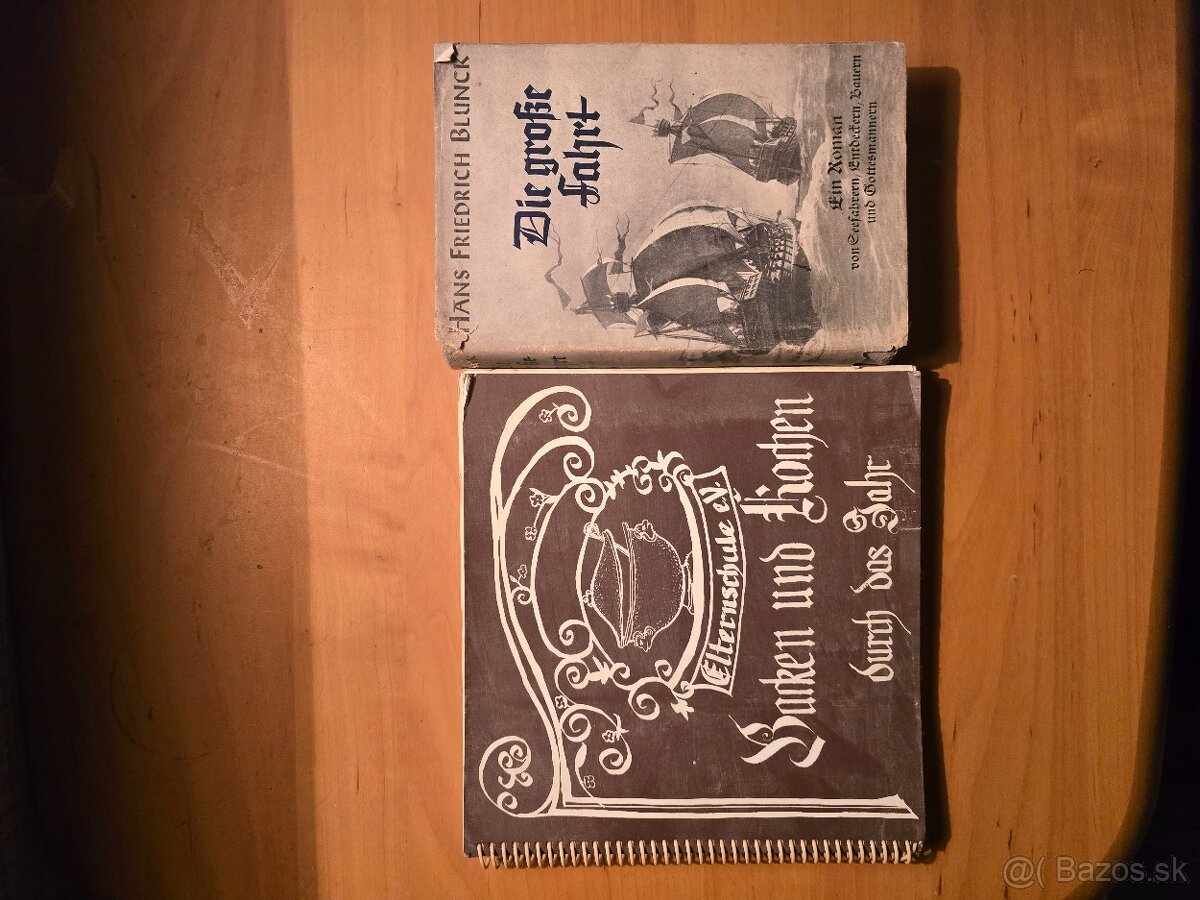 HANS FRIEDRICH BLUNCK
Die große
Fahrt
Ein Roman
von Seefahrern, Entdeckern, Bauern
und Gottesmännern
Elternschule e.V.
Backen und Kochen
durch das Jahr
@( Bazos.sk